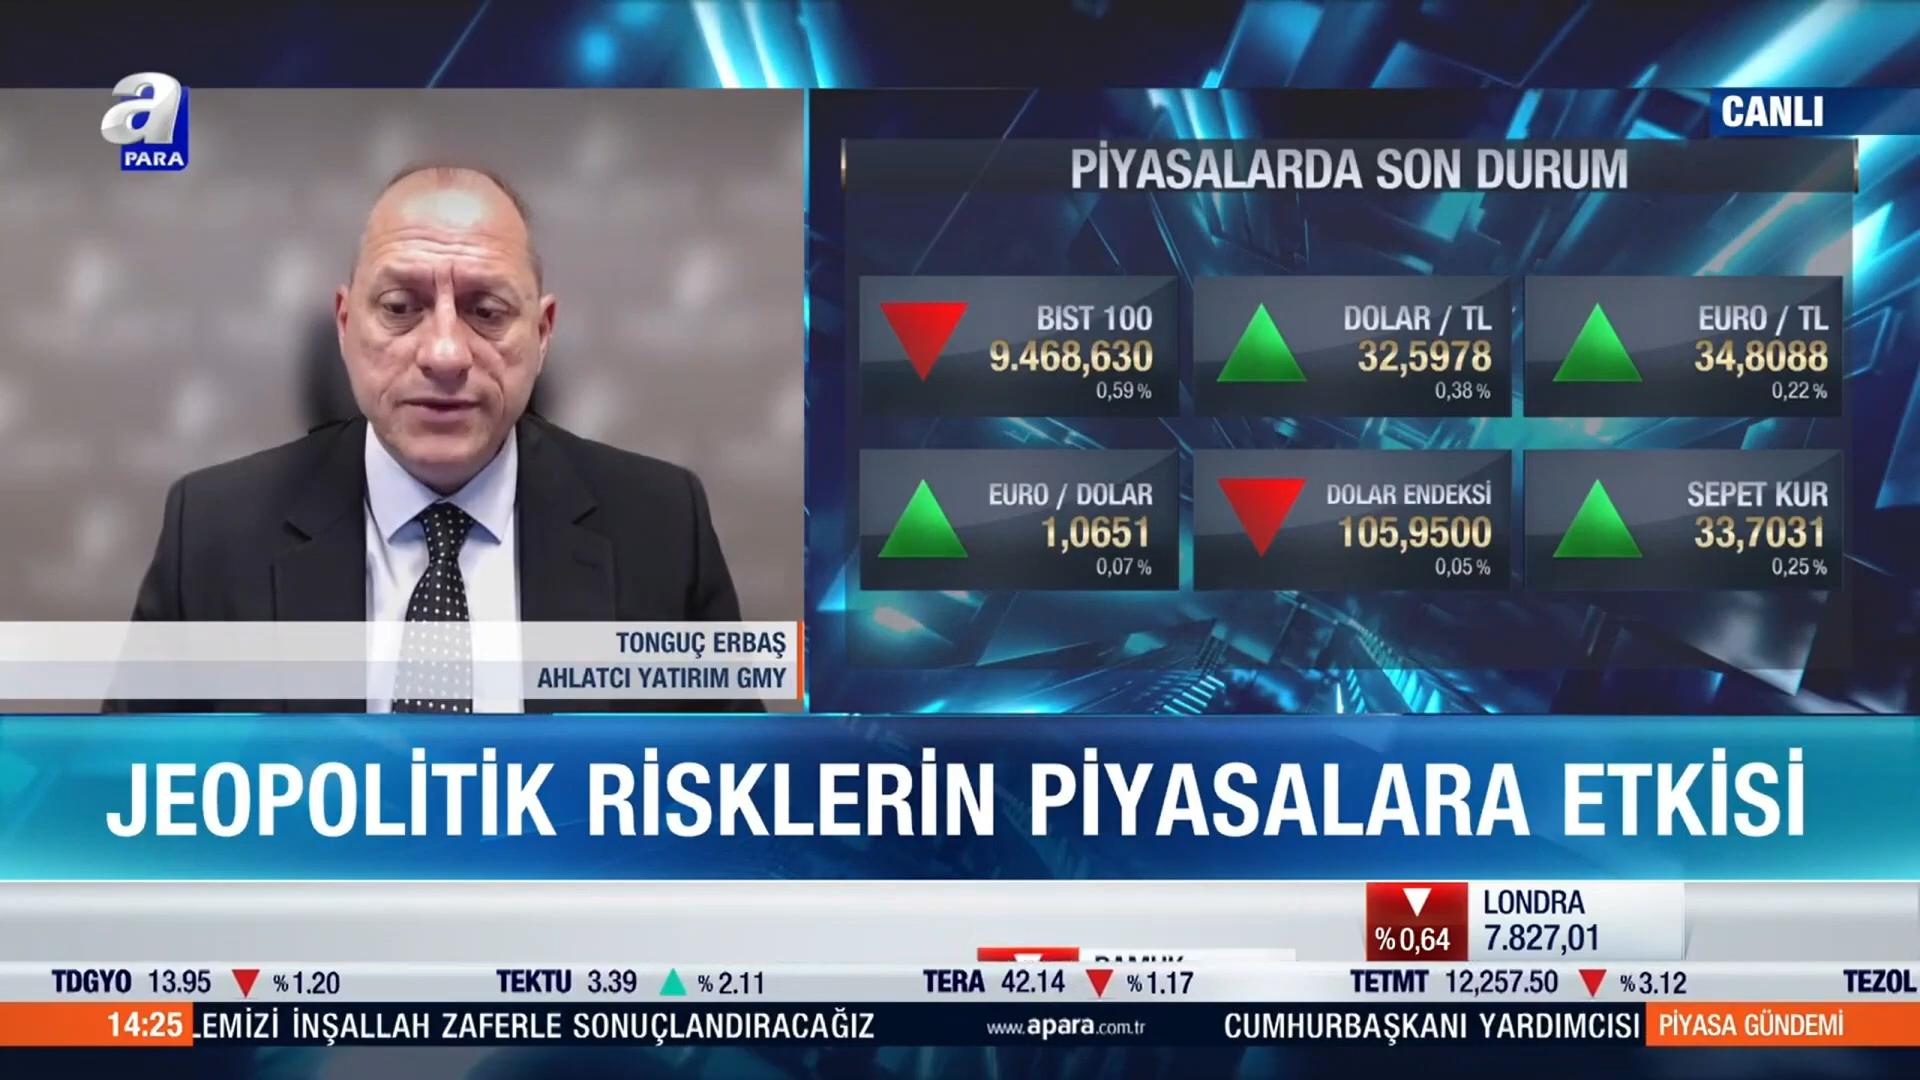 a
PARA
CANLI
PİYASALARDA SON DURUM
BIST 100
9.468,630
0,59 %
DOLAR / TL
32,5978
0,38 %
EURO / TL
34,8088
0,22 %
EURO / DOLAR
1,0651
0,07 %
DOLAR ENDEKSİ
105,9500
0,05 %
SEPET KUR
33,7031
0,25 %
TONGUÇ ERBAŞ
AHLATCI YATIRIM GMY
JEOPOLİTİK RİSKLERİN PİYASALARA ETKİSİ
%0,64
LONDRA
7.827,01
TDGYO 13.95 %1.20 TEKTU 3.39 %2.11 TERA 42.14 %1.17 TETMT 12,257.50 %3.12 TEZOL
14:25 LEMİZİ İNŞALLAH ZAFERLE SONUÇLANDIRACAĞIZ www.apara.com.tr CUMHURBAŞKANI YARDIMCISI PİYASA GÜNDEMİ